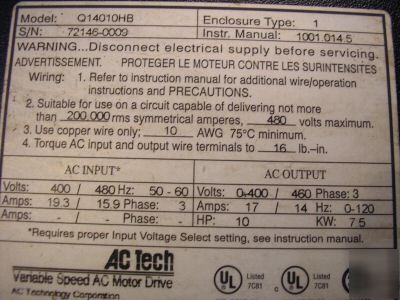 Model: Q14010HB Enclosure Type: 1
S/N: 72146-0009 Instr. Manual: 1001.014.5
WARNING...Disconnect electrical supply before servicing.
ADVERTISSEMENT. PROTEGER LE MOTEUR CONTRE LES SURINTENSITES
Wiring: 1. Refer to instruction manual for additional wire/operation
instructions and PRECAUTIONS.
2. Suitable for use on a circuit capable of delivering not more
than 200,000 rms symmetrical amperes, 480 volts maximum.
3. Use copper wire only; 10 AWG 75°C minimum.
4. Torque AC input and output wire terminals to 16 lb.-in.
AC INPUT* AC OUTPUT
Volts: 400 / 480 Hz: 50 - 60 Volts: 0-400 / 460 Phase: 3
Amps: 19.3 / 15.9 Phase: 3 Amps: 17 / 14 Hz: 0-120
Amps: - / - Phase: - HP: 10 KW: 7.5
*Requires proper Input Voltage Select setting, see instruction manual.
AC Tech
Variable Speed AC Motor Drive
AC Technology Corporation
UL Listed 7C81 UL Listed 7C81